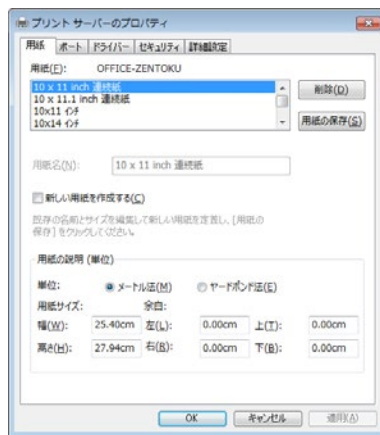 プリント サーバーのプロパティ
用紙 ポート ドライバー セキュリティ 詳細設定
用紙(F): OFFICE-ZENTOKU
10 x 11 inch 連続紙
10 x 11.1 inch 連続紙
10x11 インチ
10x14 インチ
削除(D)
用紙の保存(S)
用紙名(N): 10 x 11 inch 連続紙
新しい用紙を作成する(C)
既存の名前とサイズを編集して新しい用紙を定義し、[用紙の
保存] をクリックしてください。
用紙の説明 (単位)
単位: メートル法(M) ヤードポンド法(E)
用紙サイズ: 余白:
幅(W): 25.40cm 左(L): 0.00cm 上(T): 0.00cm
高さ(H): 27.94cm 右(R): 0.00cm 下(B): 0.00cm
OK キャンセル 適用(A)